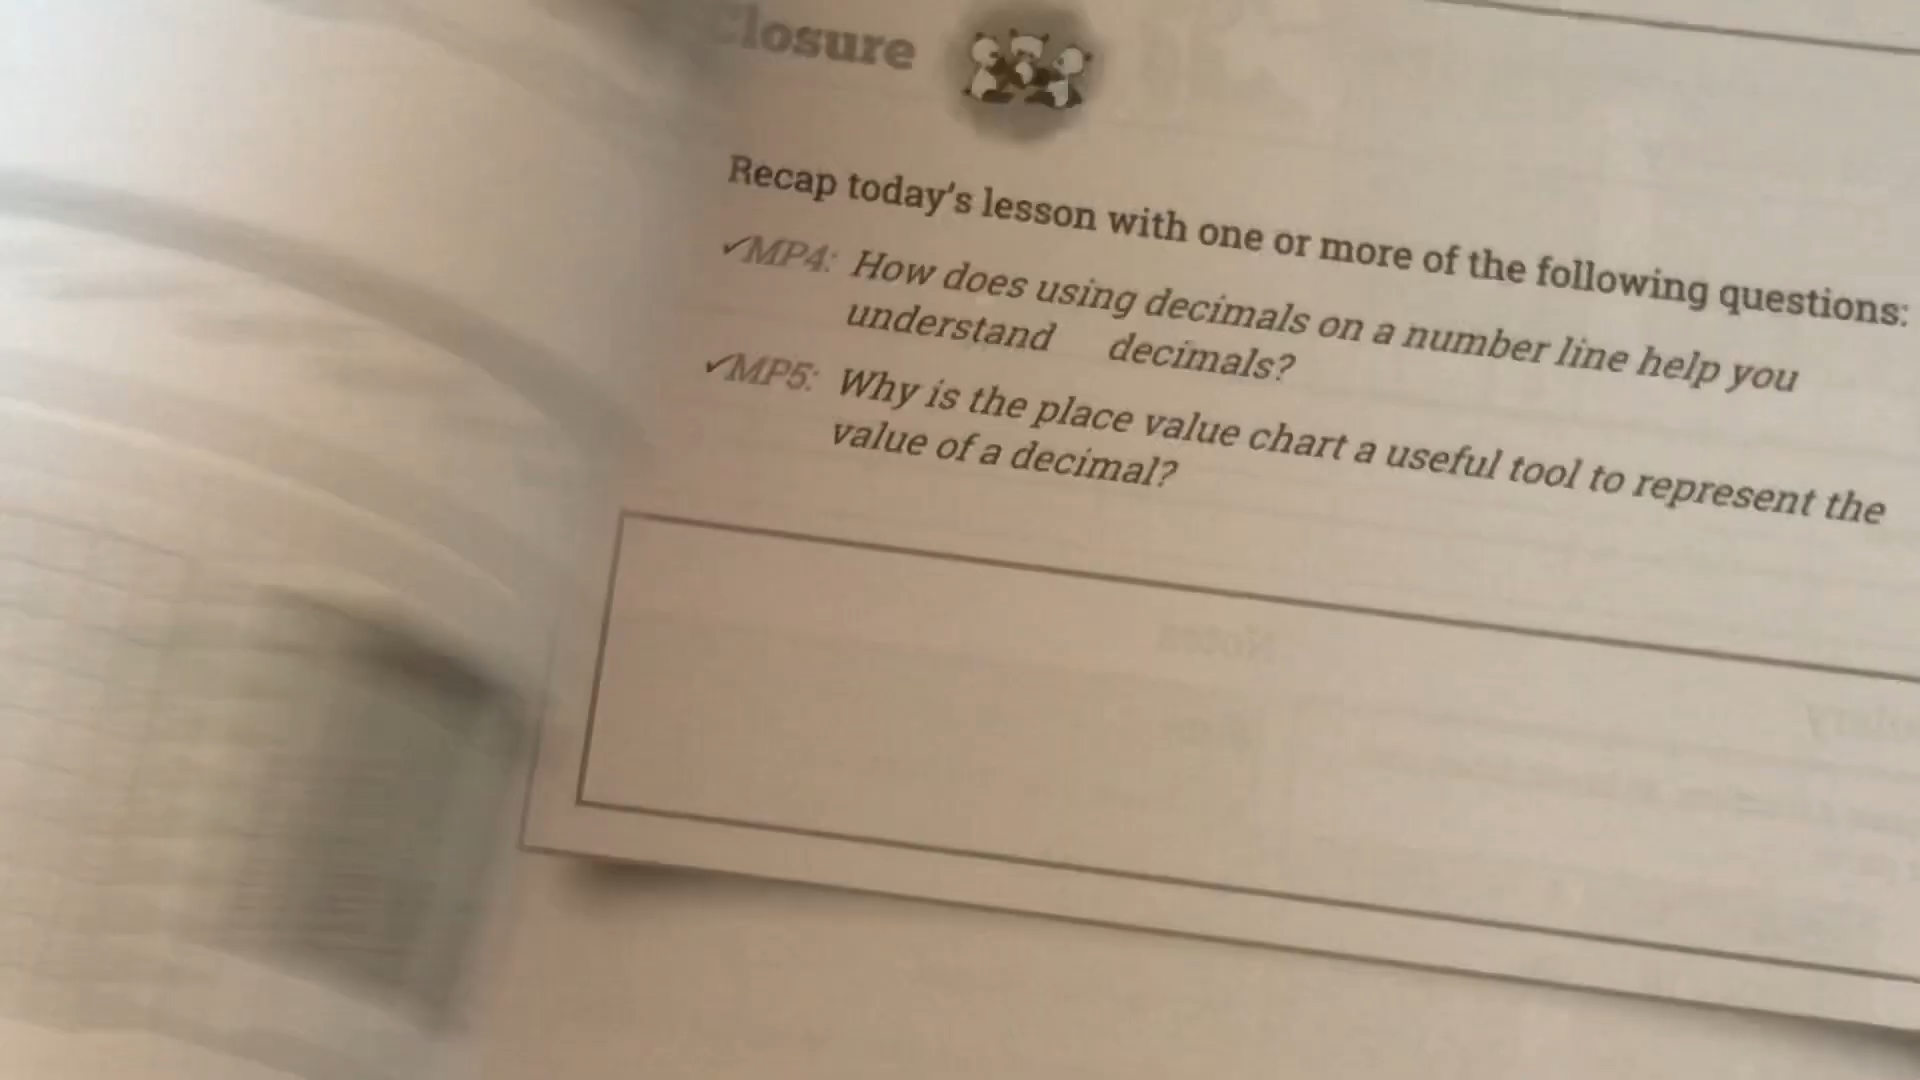 Closure
Recap today's lesson with one or more of the following questions:
✓MP4: How does using decimals on a number line help you
understand decimals?
✓MP5: Why is the place value chart a useful tool to represent the
value of a decimal?
Notes